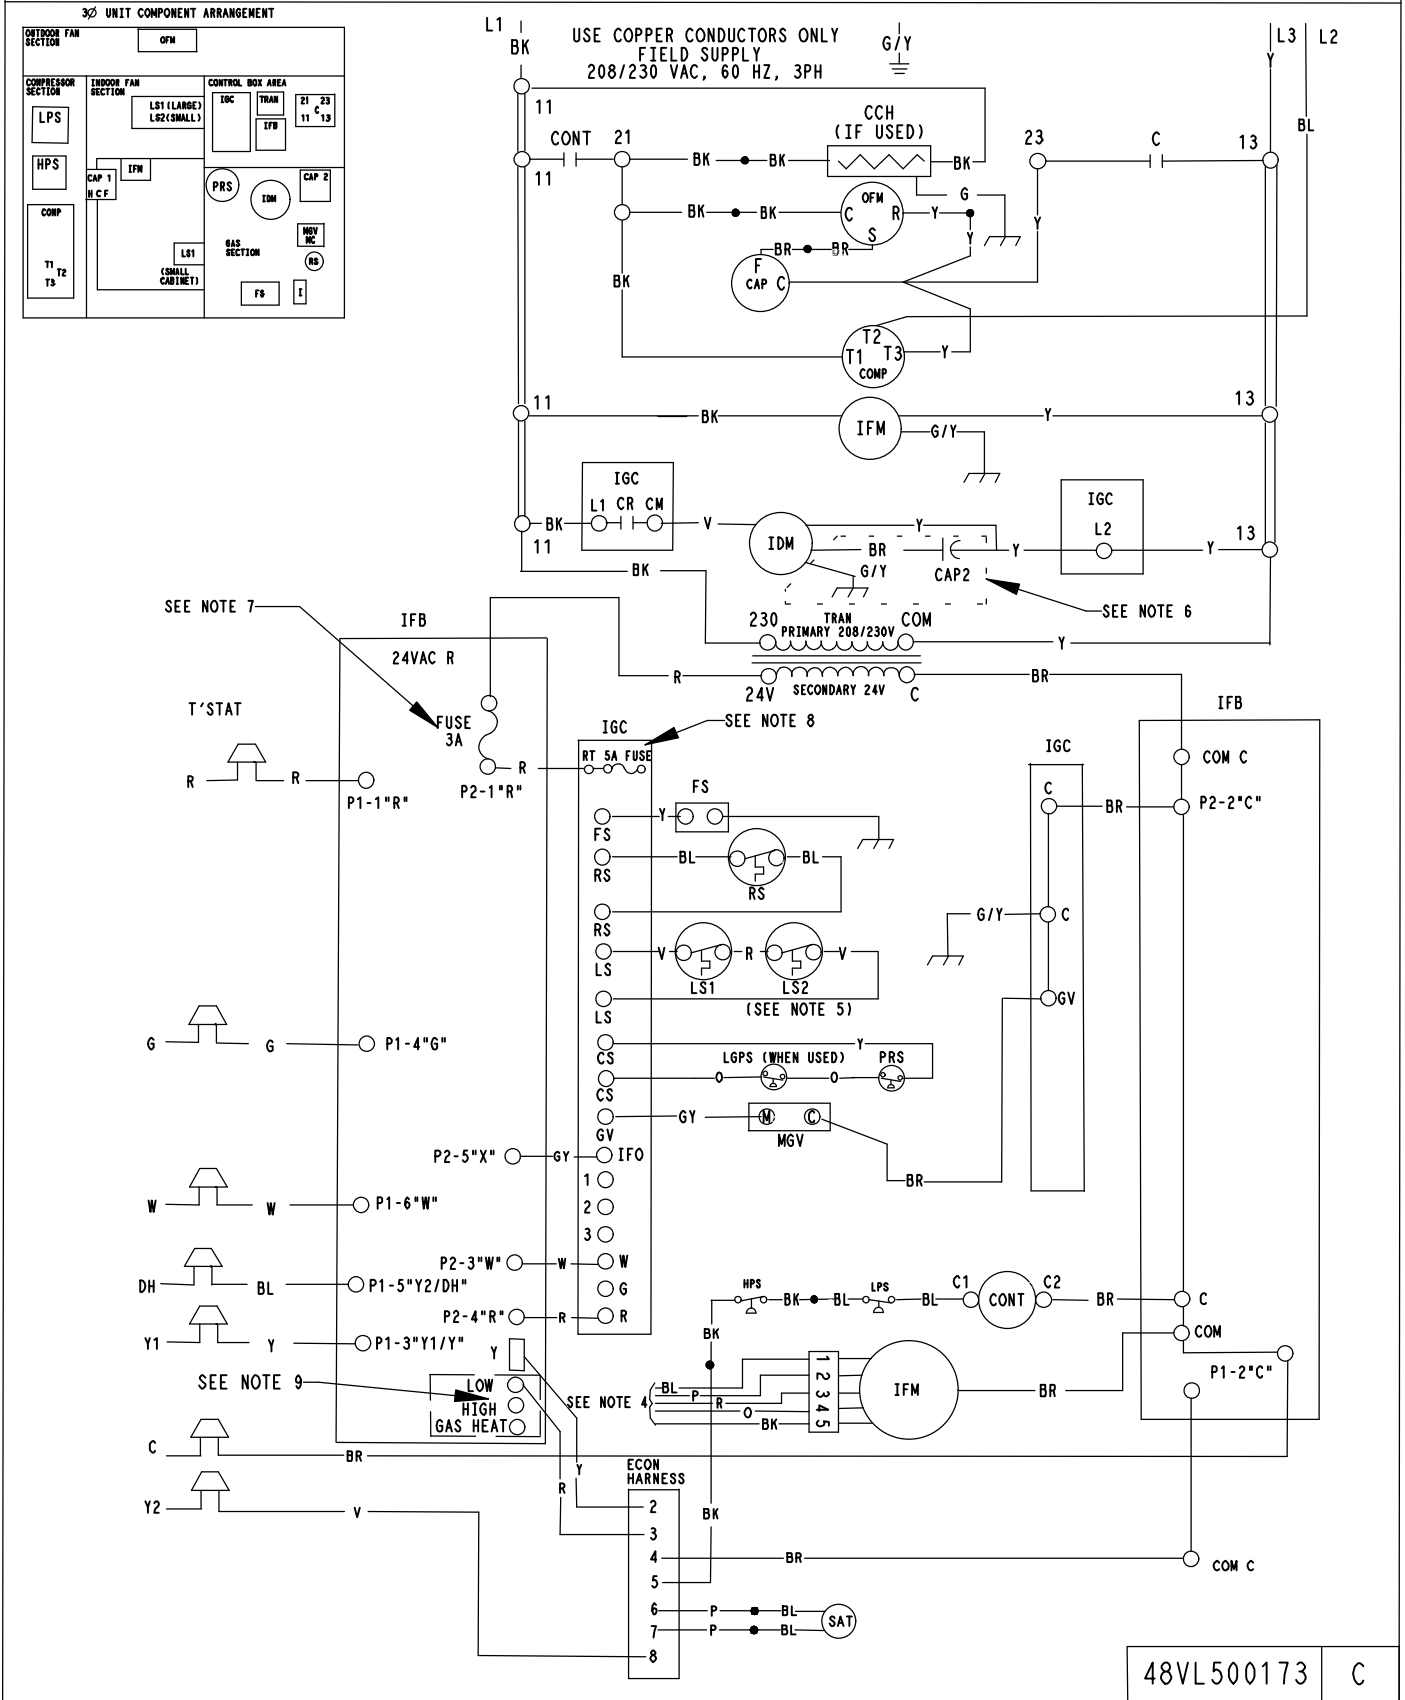 3Ø UNIT COMPONENT ARRANGEMENT
OUTDOOR FAN
SECTION
OFM
COMPRESSOR
SECTION
INDOOR FAN
SECTION
CONTROL BOX AREA
LPS
HPS
COMP
T1
T2
T3
LS1(LARGE)
LS2(SMALL)
IGC
TRAN
IFB
21 23
C
11 13
CAP 1
H C F
IFM
PRS
IDM
CAP 2
MGV
MC
RS
GAS
SECTION
LS1
(SMALL
CABINET)
FS
I
L1
BK
USE COPPER CONDUCTORS ONLY
FIELD SUPPLY
208/230 VAC, 60 HZ, 3PH
G/Y
L3
L2
Y
BL
11
CONT
21
CCH
(IF USED)
23
C
13
11
BK
BK
BK
G
BK
BK
C
OFM
R
S
Y
Y
Y
BR
BR
F
CAP C
BK
T2
T1
T3
COMP
Y
11
BK
IFM
Y
13
G/Y
IGC
L1 CR CM
BK
11
V
IDM
Y
BR
CAP2
G/Y
Y
IGC
L2
Y
13
BK
SEE NOTE 6
SEE NOTE 7
IFB
24VAC R
230
TRAN
COM
PRIMARY 208/230V
Y
R
24V
SECONDARY 24V
C
BR
IFB
T'STAT
FUSE
3A
IGC
SEE NOTE 8
RT 5A FUSE
R
P2-1"R"
R
R
P1-1"R"
IGC
COM C
C
BR
P2-2"C"
FS
FS
Y
RS
BL
BL
RS
RS
LS
V
R
V
LS1
LS2
LS
(SEE NOTE 5)
G/Y
C
GV
G
G
P1-4"G"
CS
Y
LGPS (WHEN USED)
PRS
CS
O
O
GV
GY
M
C
MGV
BR
P2-5"X"
GY
IFO
1
2
3
W
W
P1-6"W"
P2-3"W"
W
W
G
DH
BL
P1-5"Y2/DH"
P2-4"R"
R
R
HPS
BK
BL
LPS
BL
C1
CONT
C2
BR
C
BK
COM
P1-2"C"
Y1
Y
P1-3"Y1/Y"
Y
SEE NOTE 9
LOW
HIGH
GAS HEAT
SEE NOTE 4
BL
P
R
O
BK
1
2
3
4
5
IFM
BR
C
BR
Y
R
Y2
V
ECON
HARNESS
BK
2
3
4
BR
COM C
5
6
P
BL
7
P
BL
SAT
8
48VL500173
C